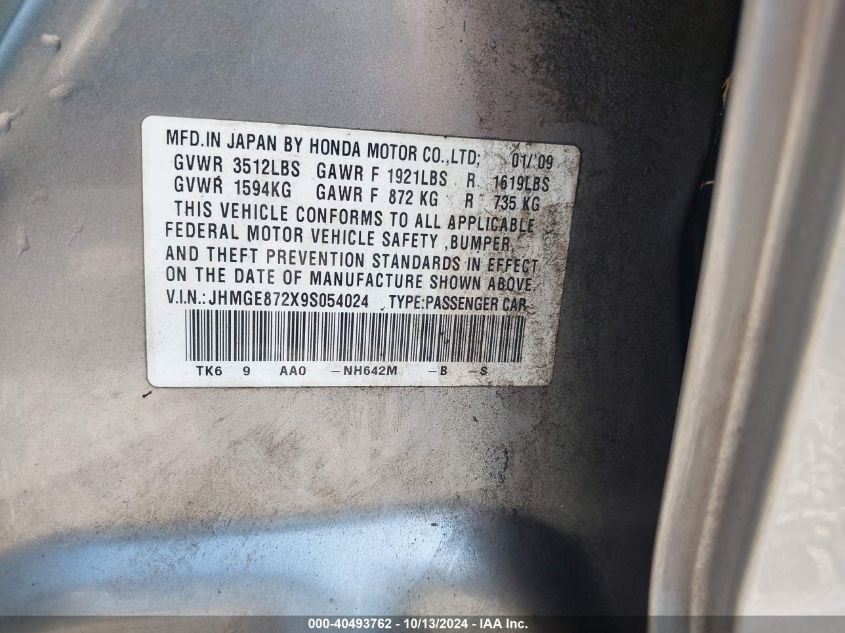 MFD.IN JAPAN BY HONDA MOTOR CO.,LTD; 01/'09
GVWR 3512LBS GAWR F 1921LBS R 1619LBS
GVWR 1594KG GAWR F 872 KG R 735 KG
THIS VEHICLE CONFORMS TO ALL APPLICABLE
FEDERAL MOTOR VEHICLE SAFETY ,BUMPER,
AND THEFT PREVENTION STANDARDS IN EFFECT
ON THE DATE OF MANUFACTURE SHOWN ABOVE.
V.I.N.:JHMGE872X9S054024 TYPE:PASSENGER CAR
TK6 9 AA0 -NH642M -B -S
000-40493762 - 10/13/2024 - IAA Inc.